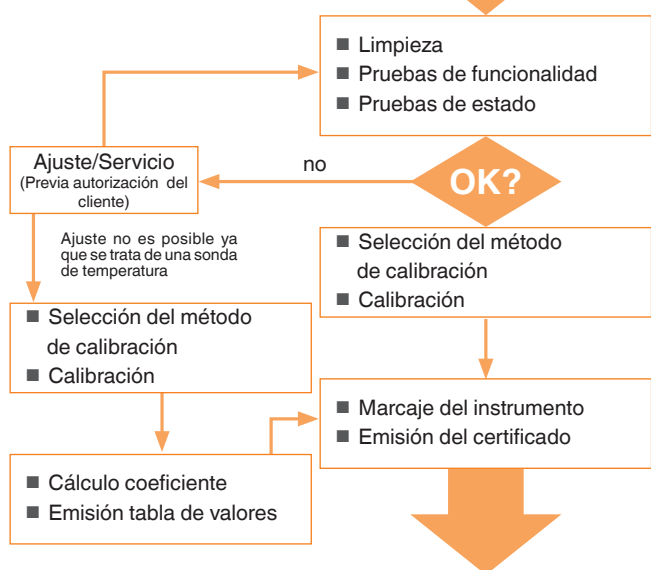 ■ Limpieza
■ Pruebas de funcionalidad
■ Pruebas de estado
Ajuste/Servicio
(Previa autorización del
cliente)
no
OK?
Ajuste no es posible ya
que se trata de una sonda
de temperatura
■ Selección del método
de calibración
■ Calibración
■ Selección del método
de calibración
■ Calibración
■ Marcaje del instrumento
■ Emisión del certificado
■ Cálculo coeficiente
■ Emisión tabla de valores